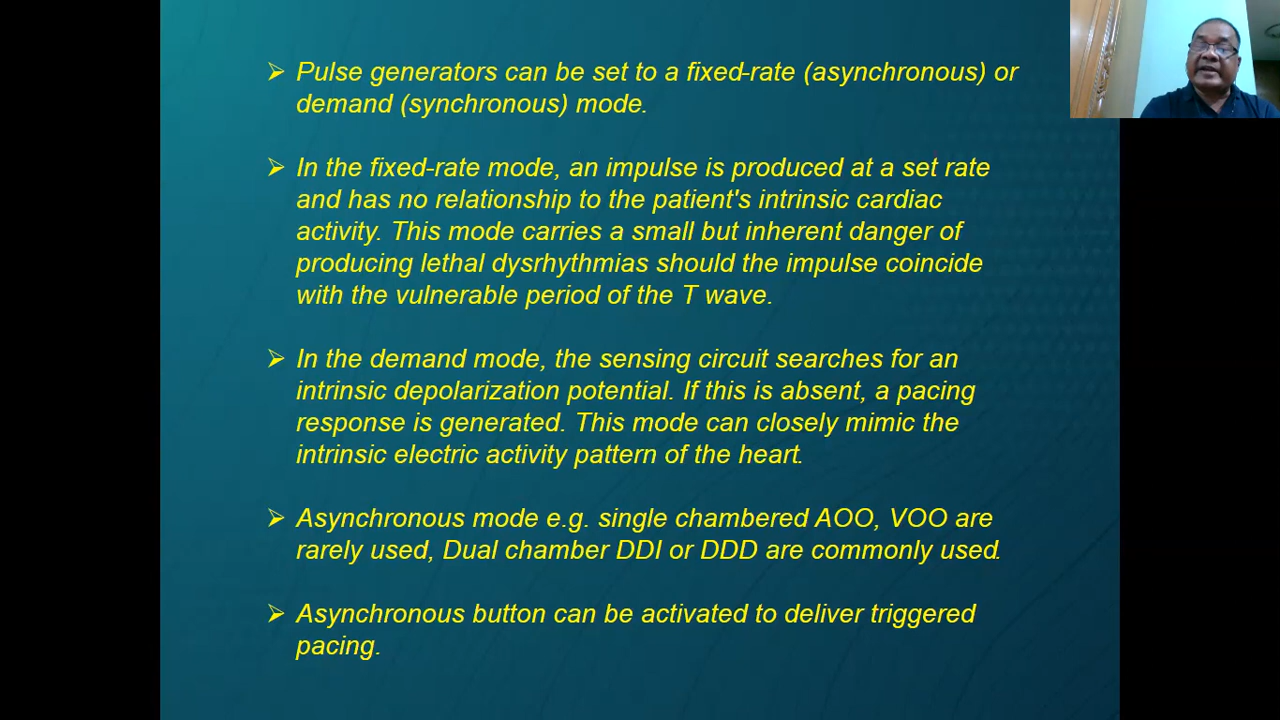 Pulse generators can be set to a fixed-rate (asynchronous) or
demand (synchronous) mode.
In the fixed-rate mode, an impulse is produced at a set rate
and has no relationship to the patient's intrinsic cardiac
activity. This mode carries a small but inherent danger of
producing lethal dysrhythmias should the impulse coincide
with the vulnerable period of the T wave.
In the demand mode, the sensing circuit searches for an
intrinsic depolarization potential. If this is absent, a pacing
response is generated. This mode can closely mimic the
intrinsic electric activity pattern of the heart.
Asynchronous mode e.g. single chambered AOO, VOO are
rarely used, Dual chamber DDI or DDD are commonly used.
Asynchronous button can be activated to deliver triggered
pacing.